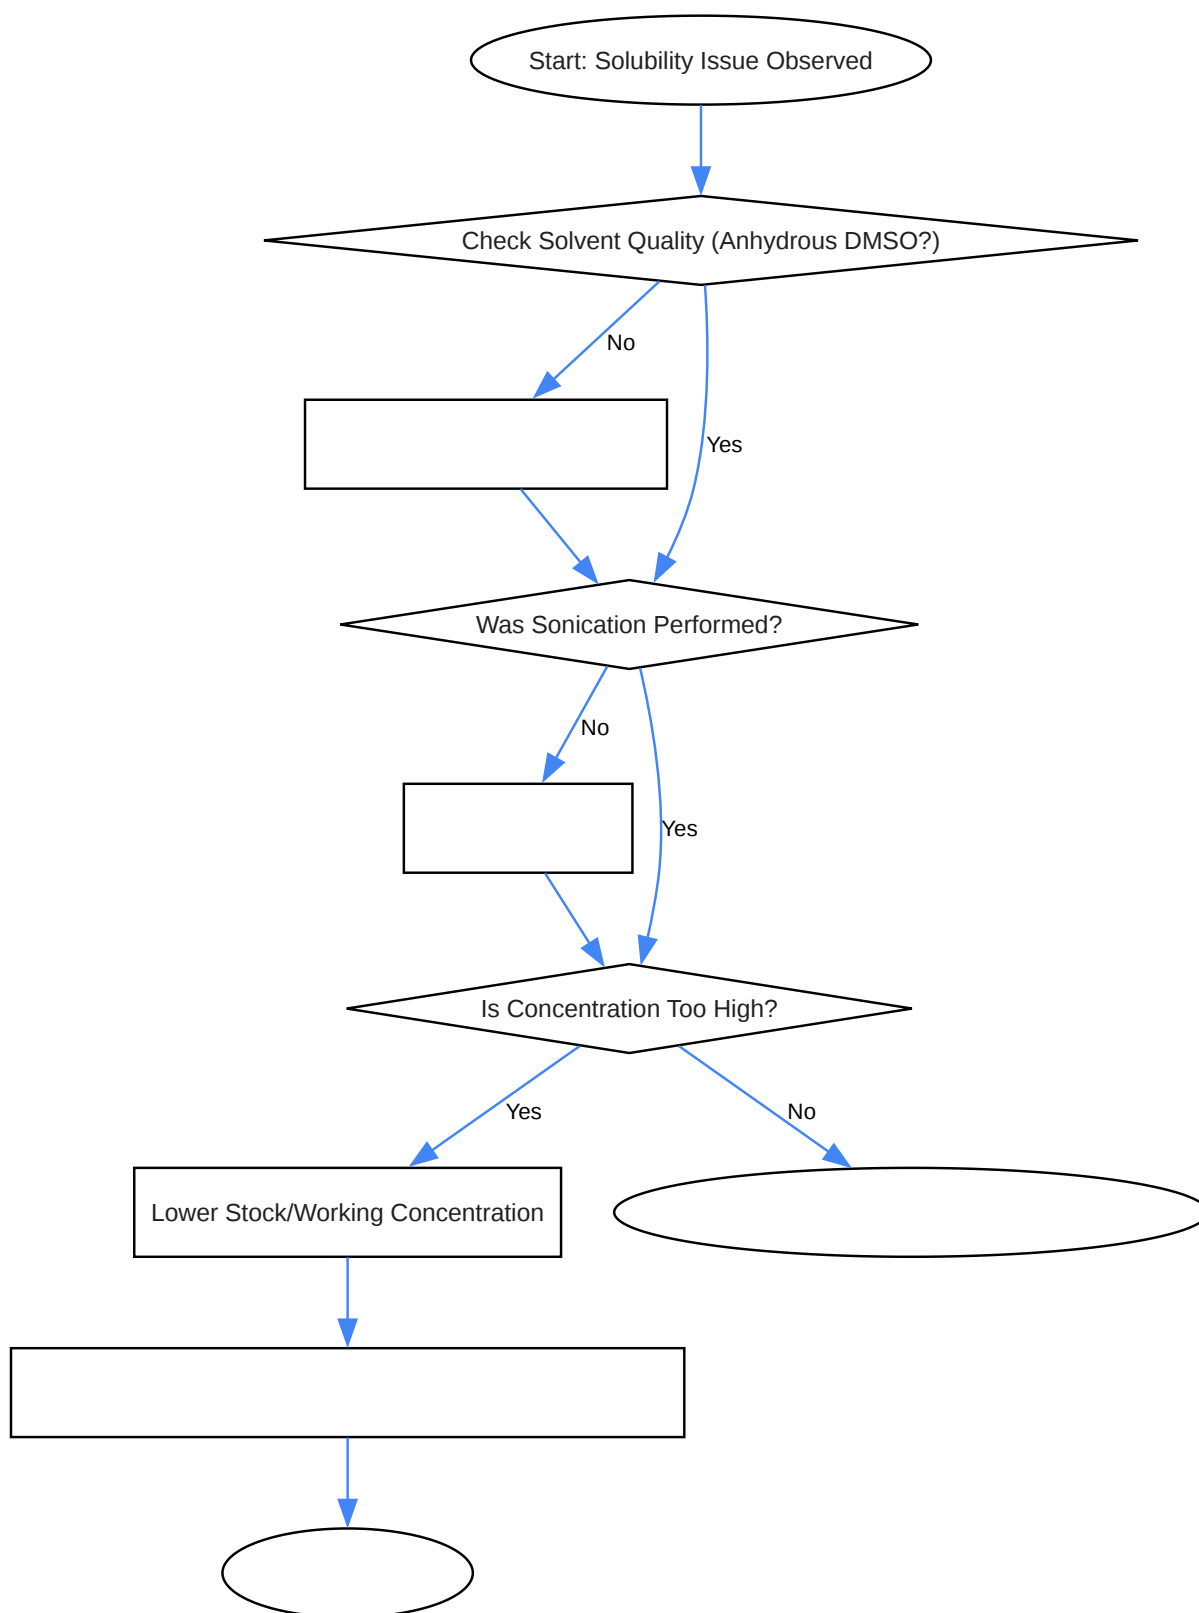 Start: Solubility Issue Observed
Check Solvent Quality (Anhydrous DMSO?)
No
Yes
Was Sonication Performed?
No
Yes
Is Concentration Too High?
Yes
No
Lower Stock/Working Concentration